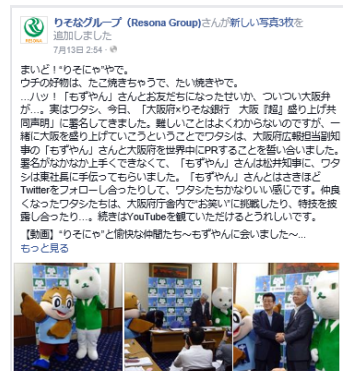 りそなグループ (Resona Group)さんが新しい写真3枚を
追加しました
RESONA
7月13日 2:54
まいど!“りそにゃ”やで。
ウチの好物は、たこ焼きちゃうで、たい焼きやで。
…ハッ!「もずやん」さんとお友だちになったせいか、ついつい大阪弁
が…。実はワタシ、今日、「大阪府×りそな銀行 大阪『超』盛り上げ共
同声明」に署名してきました。難しいことはよくわからないのですが、一
緒に大阪を盛り上げていこうということでワタシは、大阪府広報担当副知
事の「もずやん」さんと大阪を世界中にPRすることを誓い合いました。
署名がなかなか上手くできなくて、「もずやん」さんは松井知事に、ワタ
シは東社長に手伝ってもらいました。「もずやん」さんとはさきほど
Twitterをフォローし合ったりして、ワタシたちかなりいい感じです。仲良
くなったワタシたちは、大阪府庁舎内で“お笑い”に挑戦したり、特技を披
露し合ったり…。続きはYouTubeを観ていただけるとうれしいです。
【動画】“りそにゃ”と愉快な仲間たち～もずやんに会いました～...
もっと見る